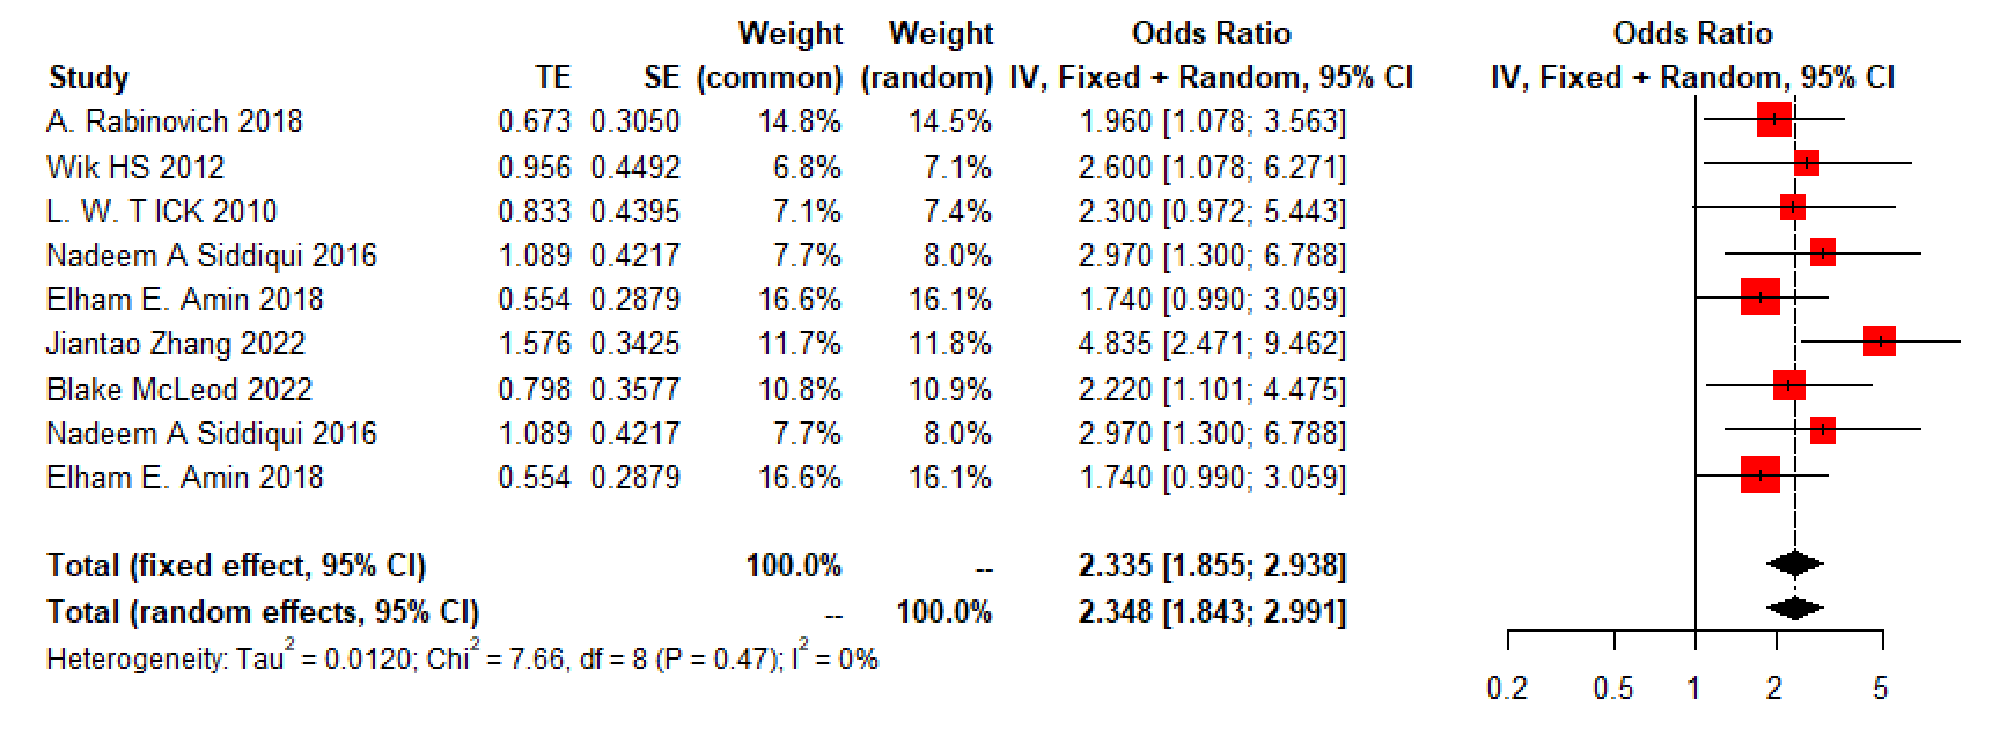 Weight Weight Odds Ratio Odds Ratio
Study TE SE (common) (random) IV, Fixed + Random, 95% CI IV, Fixed + Random, 95% CI
A. Rabinovich 2018 0.673 0.3050 14.8% 14.5% 1.960 [1.078; 3.563]
Wik HS 2012 0.956 0.4492 6.8% 7.1% 2.600 [1.078; 6.271]
L. W. T ICK 2010 0.833 0.4395 7.1% 7.4% 2.300 [0.972; 5.443]
Nadeem A Siddiqui 2016 1.089 0.4217 7.7% 8.0% 2.970 [1.300; 6.788]
Elham E. Amin 2018 0.554 0.2879 16.6% 16.1% 1.740 [0.990; 3.059]
Jiantao Zhang 2022 1.576 0.3425 11.7% 11.8% 4.835 [2.471; 9.462]
Blake McLeod 2022 0.798 0.3577 10.8% 10.9% 2.220 [1.101; 4.475]
Nadeem A Siddiqui 2016 1.089 0.4217 7.7% 8.0% 2.970 [1.300; 6.788]
Elham E. Amin 2018 0.554 0.2879 16.6% 16.1% 1.740 [0.990; 3.059]
Total (fixed effect, 95% CI) 100.0% -- 2.335 [1.855; 2.938]
Total (random effects, 95% CI) -- 100.0% 2.348 [1.843; 2.991]
Heterogeneity: Tau² = 0.0120; Chi² = 7.66, df = 8 (P = 0.47); I² = 0%
0.2 0.5 1 2 5